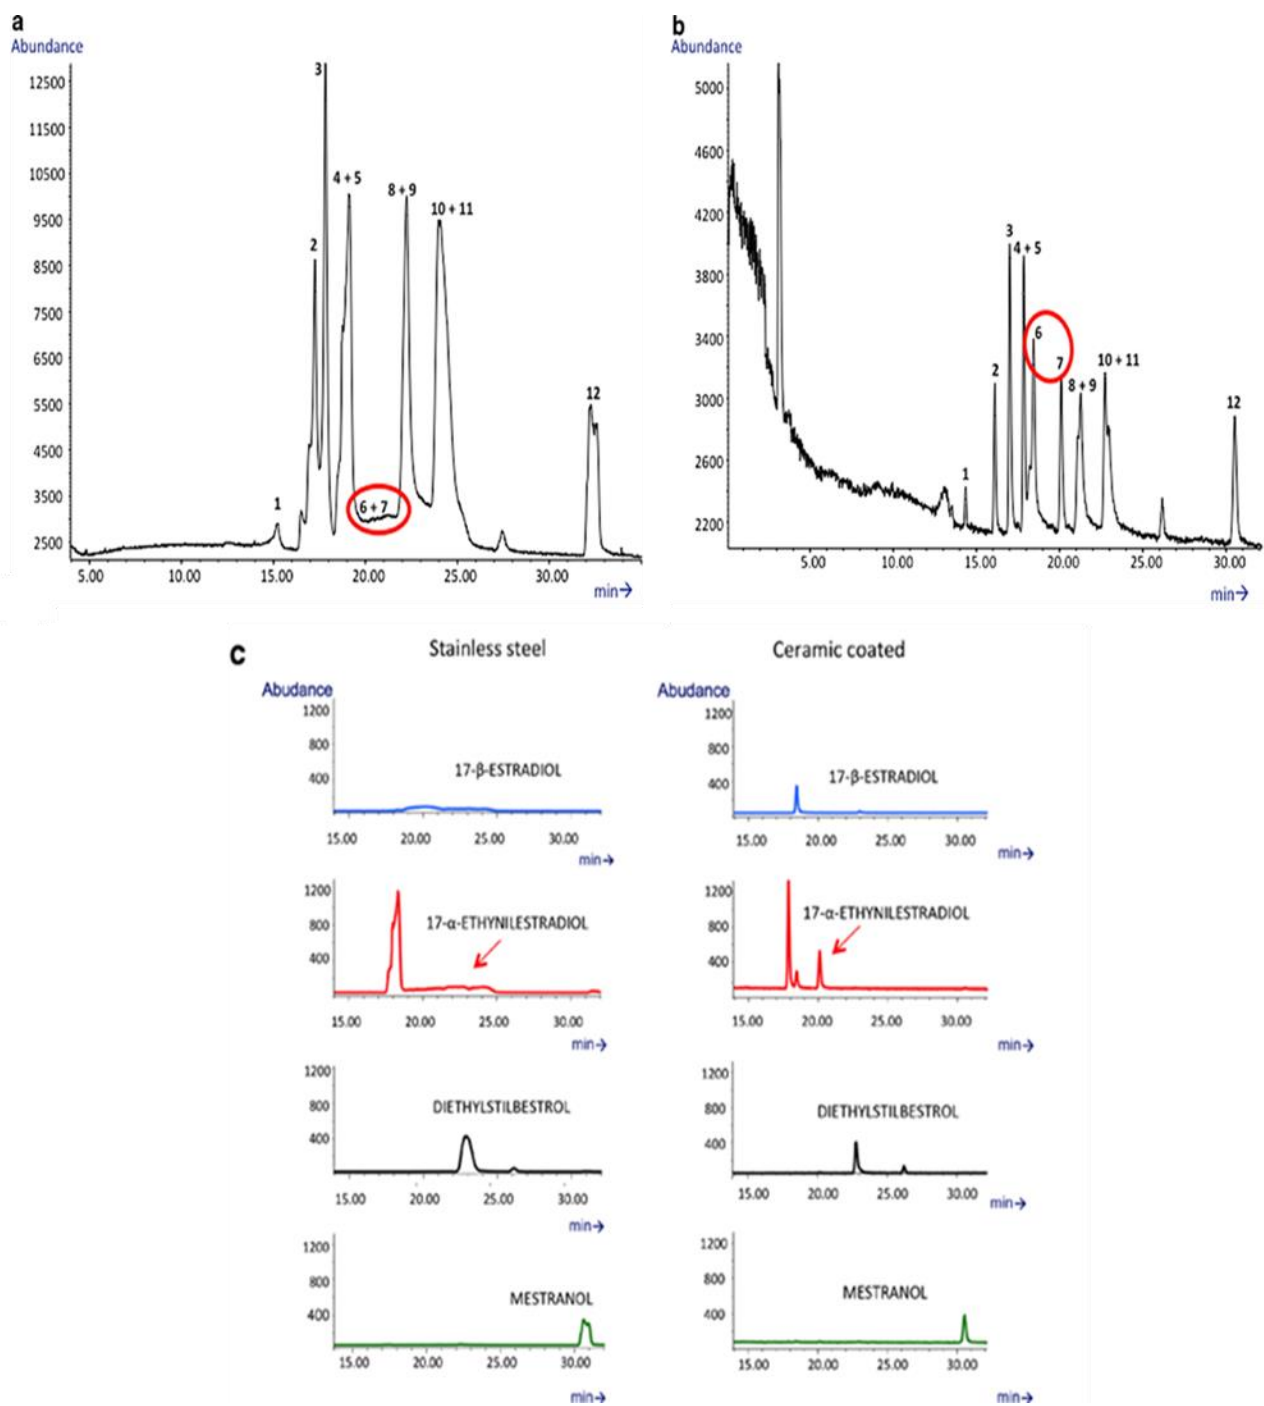 a
Abundance
12500
11500
10500
9500
8500
7500
6500
5500
4500
3500
2500
1
2
3
4 + 5
6 + 7
8 + 9
10 + 11
12
5.00 10.00 15.00 20.00 25.00 30.00
min→
b
Abundance
5000
4600
4200
3800
3400
3000
2600
2200
1
2
3
4 + 5
6
7
8 + 9
10 + 11
12
5.00 10.00 15.00 20.00 25.00 30.00
min→
c
Stainless steel
Abudance
1200
800
400
17-β-ESTRADIOL
15.00 20.00 25.00 30.00
min→
1200
800
400
17-α-ETHYNILESTRADIOL
15.00 20.00 25.00 30.00
min→
1200
800
400
DIETHYLSTILBESTROL
15.00 20.00 25.00 30.00
min→
1200
800
400
MESTRANOL
15.00 20.00 25.00 30.00
min→
Ceramic coated
Abudance
1200
800
400
17-β-ESTRADIOL
15.00 20.00 25.00 30.00
min→
1200
800
400
17-α-ETHYNILESTRADIOL
15.00 20.00 25.00 30.00
min→
1200
800
400
DIETHYLSTILBESTROL
15.00 20.00 25.00 30.00
min→
1200
800
400
MESTRANOL
15.00 20.00 25.00 30.00
min→